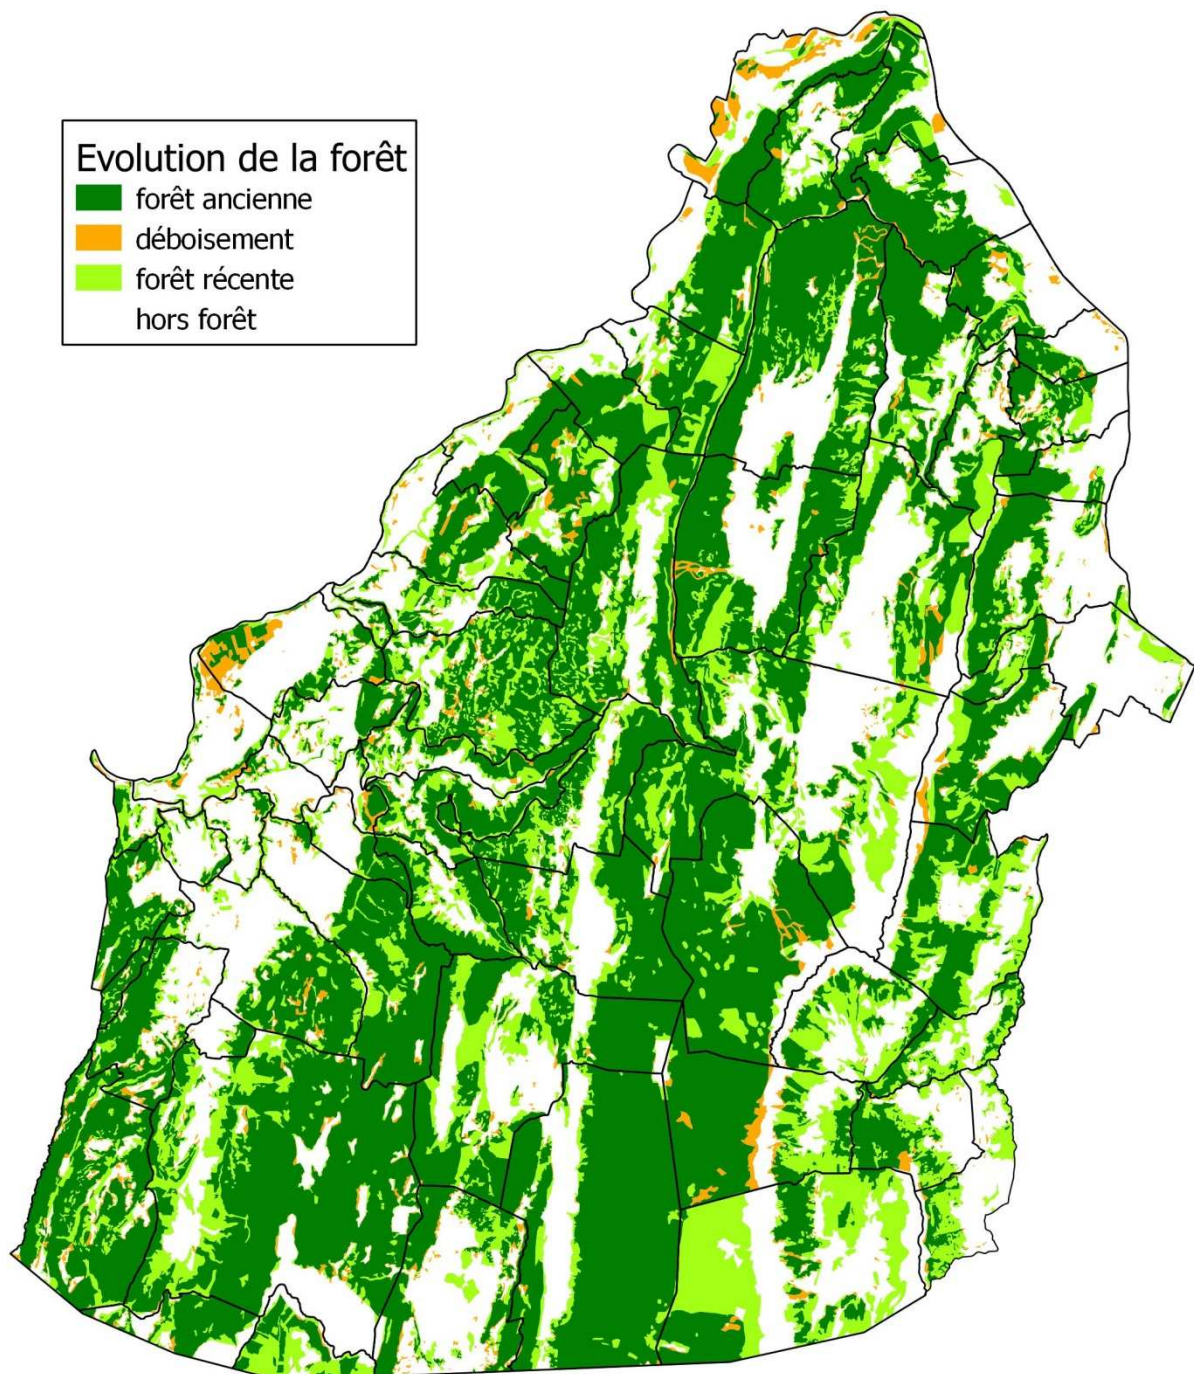 Evolution de la forêt
forêt ancienne
déboisement
forêt récente
hors forêt